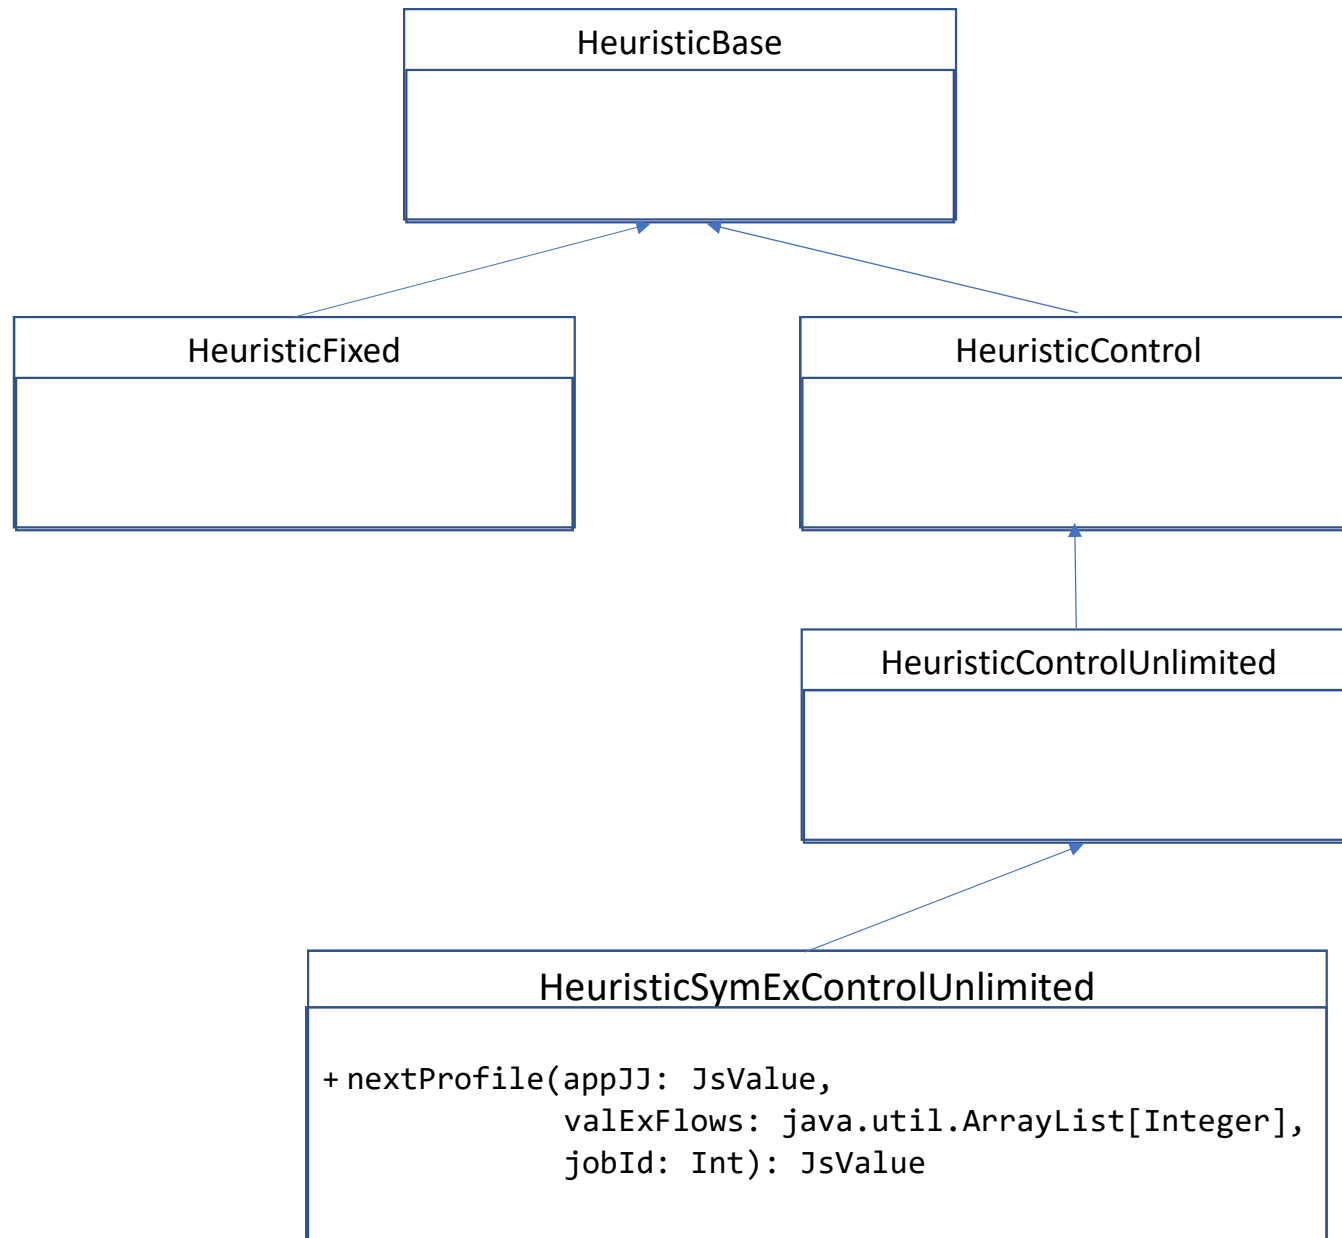 HeuristicBase
HeuristicFixed
HeuristicControl
HeuristicControlUnlimited
HeuristicSymExControlUnlimited
+ nextProfile(appJJ: JsValue,
valExFlows: java.util.ArrayList[Integer],
jobId: Int): JsValue